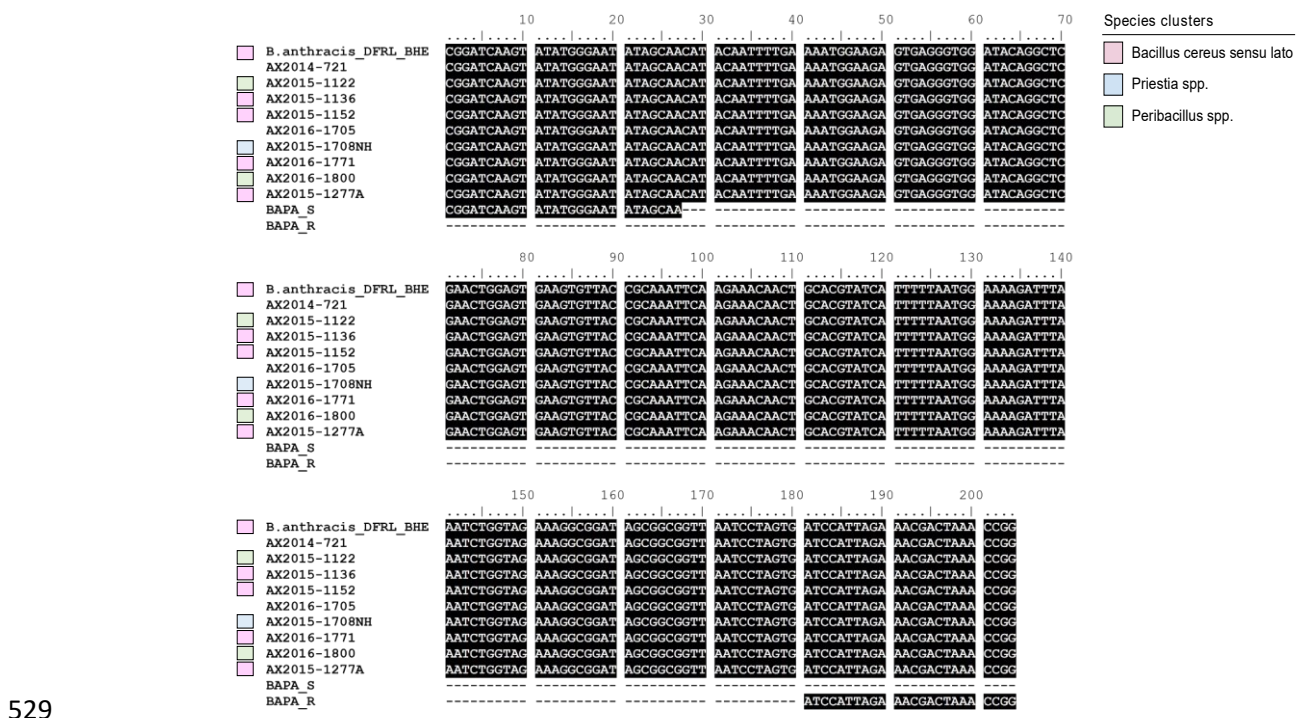 10 20 30 40 50 60 70
B.anthracis_DFRL_BHE CGGATCAAGT ATATGGGAAT ATAGCAACAT ACAATTTTGA AAATGGAAGA GTGAGGGTGG ATACAGGCTC
AX2014-721 CGGATCAAGT ATATGGGAAT ATAGCAACAT ACAATTTTGA AAATGGAAGA GTGAGGGTGG ATACAGGCTC
AX2015-1122 CGGATCAAGT ATATGGGAAT ATAGCAACAT ACAATTTTGA AAATGGAAGA GTGAGGGTGG ATACAGGCTC
AX2015-1136 CGGATCAAGT ATATGGGAAT ATAGCAACAT ACAATTTTGA AAATGGAAGA GTGAGGGTGG ATACAGGCTC
AX2015-1152 CGGATCAAGT ATATGGGAAT ATAGCAACAT ACAATTTTGA AAATGGAAGA GTGAGGGTGG ATACAGGCTC
AX2016-1705 CGGATCAAGT ATATGGGAAT ATAGCAACAT ACAATTTTGA AAATGGAAGA GTGAGGGTGG ATACAGGCTC
AX2015-1708NH CGGATCAAGT ATATGGGAAT ATAGCAACAT ACAATTTTGA AAATGGAAGA GTGAGGGTGG ATACAGGCTC
AX2016-1771 CGGATCAAGT ATATGGGAAT ATAGCAACAT ACAATTTTGA AAATGGAAGA GTGAGGGTGG ATACAGGCTC
AX2016-1800 CGGATCAAGT ATATGGGAAT ATAGCAACAT ACAATTTTGA AAATGGAAGA GTGAGGGTGG ATACAGGCTC
AX2015-1277A CGGATCAAGT ATATGGGAAT ATAGCAACAT ACAATTTTGA AAATGGAAGA GTGAGGGTGG ATACAGGCTC
BAPA_S CGGATCAAGT ATATGGGAAT ATAGCAA--- ---------- ---------- ---------- ----------
BAPA_R ---------- ---------- ---------- ---------- ---------- ---------- ----------
Species clusters
Bacillus cereus sensu lato
Priestia spp.
Peribacillus spp.
80 90 100 110 120 130 140
B.anthracis_DFRL_BHE GAACTGGAGT GAAGTGTTAC CGCAAATTCA AGAAACAACT GCACGTATCA TTTTTAATGG AAAAGATTTA
AX2014-721 GAACTGGAGT GAAGTGTTAC CGCAAATTCA AGAAACAACT GCACGTATCA TTTTTAATGG AAAAGATTTA
AX2015-1122 GAACTGGAGT GAAGTGTTAC CGCAAATTCA AGAAACAACT GCACGTATCA TTTTTAATGG AAAAGATTTA
AX2015-1136 GAACTGGAGT GAAGTGTTAC CGCAAATTCA AGAAACAACT GCACGTATCA TTTTTAATGG AAAAGATTTA
AX2015-1152 GAACTGGAGT GAAGTGTTAC CGCAAATTCA AGAAACAACT GCACGTATCA TTTTTAATGG AAAAGATTTA
AX2016-1705 GAACTGGAGT GAAGTGTTAC CGCAAATTCA AGAAACAACT GCACGTATCA TTTTTAATGG AAAAGATTTA
AX2015-1708NH GAACTGGAGT GAAGTGTTAC CGCAAATTCA AGAAACAACT GCACGTATCA TTTTTAATGG AAAAGATTTA
AX2016-1771 GAACTGGAGT GAAGTGTTAC CGCAAATTCA AGAAACAACT GCACGTATCA TTTTTAATGG AAAAGATTTA
AX2016-1800 GAACTGGAGT GAAGTGTTAC CGCAAATTCA AGAAACAACT GCACGTATCA TTTTTAATGG AAAAGATTTA
AX2015-1277A GAACTGGAGT GAAGTGTTAC CGCAAATTCA AGAAACAACT GCACGTATCA TTTTTAATGG AAAAGATTTA
BAPA_S ---------- ---------- ---------- ---------- ---------- ---------- ----------
BAPA_R ---------- ---------- ---------- ---------- ---------- ---------- ----------
150 160 170 180 190 200
B.anthracis_DFRL_BHE AATCTGGTAG AAAGGCGGAT AGCGGCGGTT AATCCTAGTG ATCCATTAGA AACGACTAAA CCGG
AX2014-721 AATCTGGTAG AAAGGCGGAT AGCGGCGGTT AATCCTAGTG ATCCATTAGA AACGACTAAA CCGG
AX2015-1122 AATCTGGTAG AAAGGCGGAT AGCGGCGGTT AATCCTAGTG ATCCATTAGA AACGACTAAA CCGG
AX2015-1136 AATCTGGTAG AAAGGCGGAT AGCGGCGGTT AATCCTAGTG ATCCATTAGA AACGACTAAA CCGG
AX2015-1152 AATCTGGTAG AAAGGCGGAT AGCGGCGGTT AATCCTAGTG ATCCATTAGA AACGACTAAA CCGG
AX2016-1705 AATCTGGTAG AAAGGCGGAT AGCGGCGGTT AATCCTAGTG ATCCATTAGA AACGACTAAA CCGG
AX2015-1708NH AATCTGGTAG AAAGGCGGAT AGCGGCGGTT AATCCTAGTG ATCCATTAGA AACGACTAAA CCGG
AX2016-1771 AATCTGGTAG AAAGGCGGAT AGCGGCGGTT AATCCTAGTG ATCCATTAGA AACGACTAAA CCGG
AX2016-1800 AATCTGGTAG AAAGGCGGAT AGCGGCGGTT AATCCTAGTG ATCCATTAGA AACGACTAAA CCGG
AX2015-1277A AATCTGGTAG AAAGGCGGAT AGCGGCGGTT AATCCTAGTG ATCCATTAGA AACGACTAAA CCGG
BAPA_S ---------- ---------- ---------- ---------- ---------- ---------- ----
BAPA_R ---------- ---------- ---------- ---------- ATCCATTAGA AACGACTAAA CCGG
529